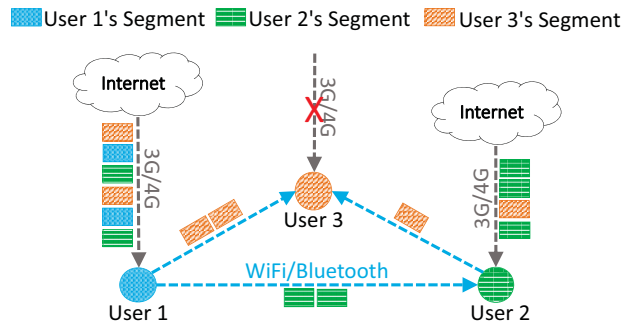 User 1's Segment User 2's Segment User 3's Segment
Internet
3G/4G
Internet
3G/4G
3G/4G
User 3
WiFi/Bluetooth
User 1
User 2